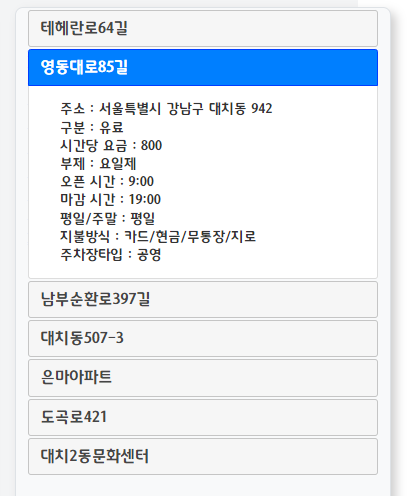 테헤란로64길
영동대로85길
주소 : 서울특별시 강남구 대치동 942
구분 : 유료
시간당 요금 : 800
부제 : 요일제
오픈 시간 : 9:00
마감 시간 : 19:00
평일/주말 : 평일
지불방식 : 카드/현금/무통장/지로
주차장타입 : 공영
남부순환로397길
대치동507-3
은마아파트
도곡로421
대치2동문화센터